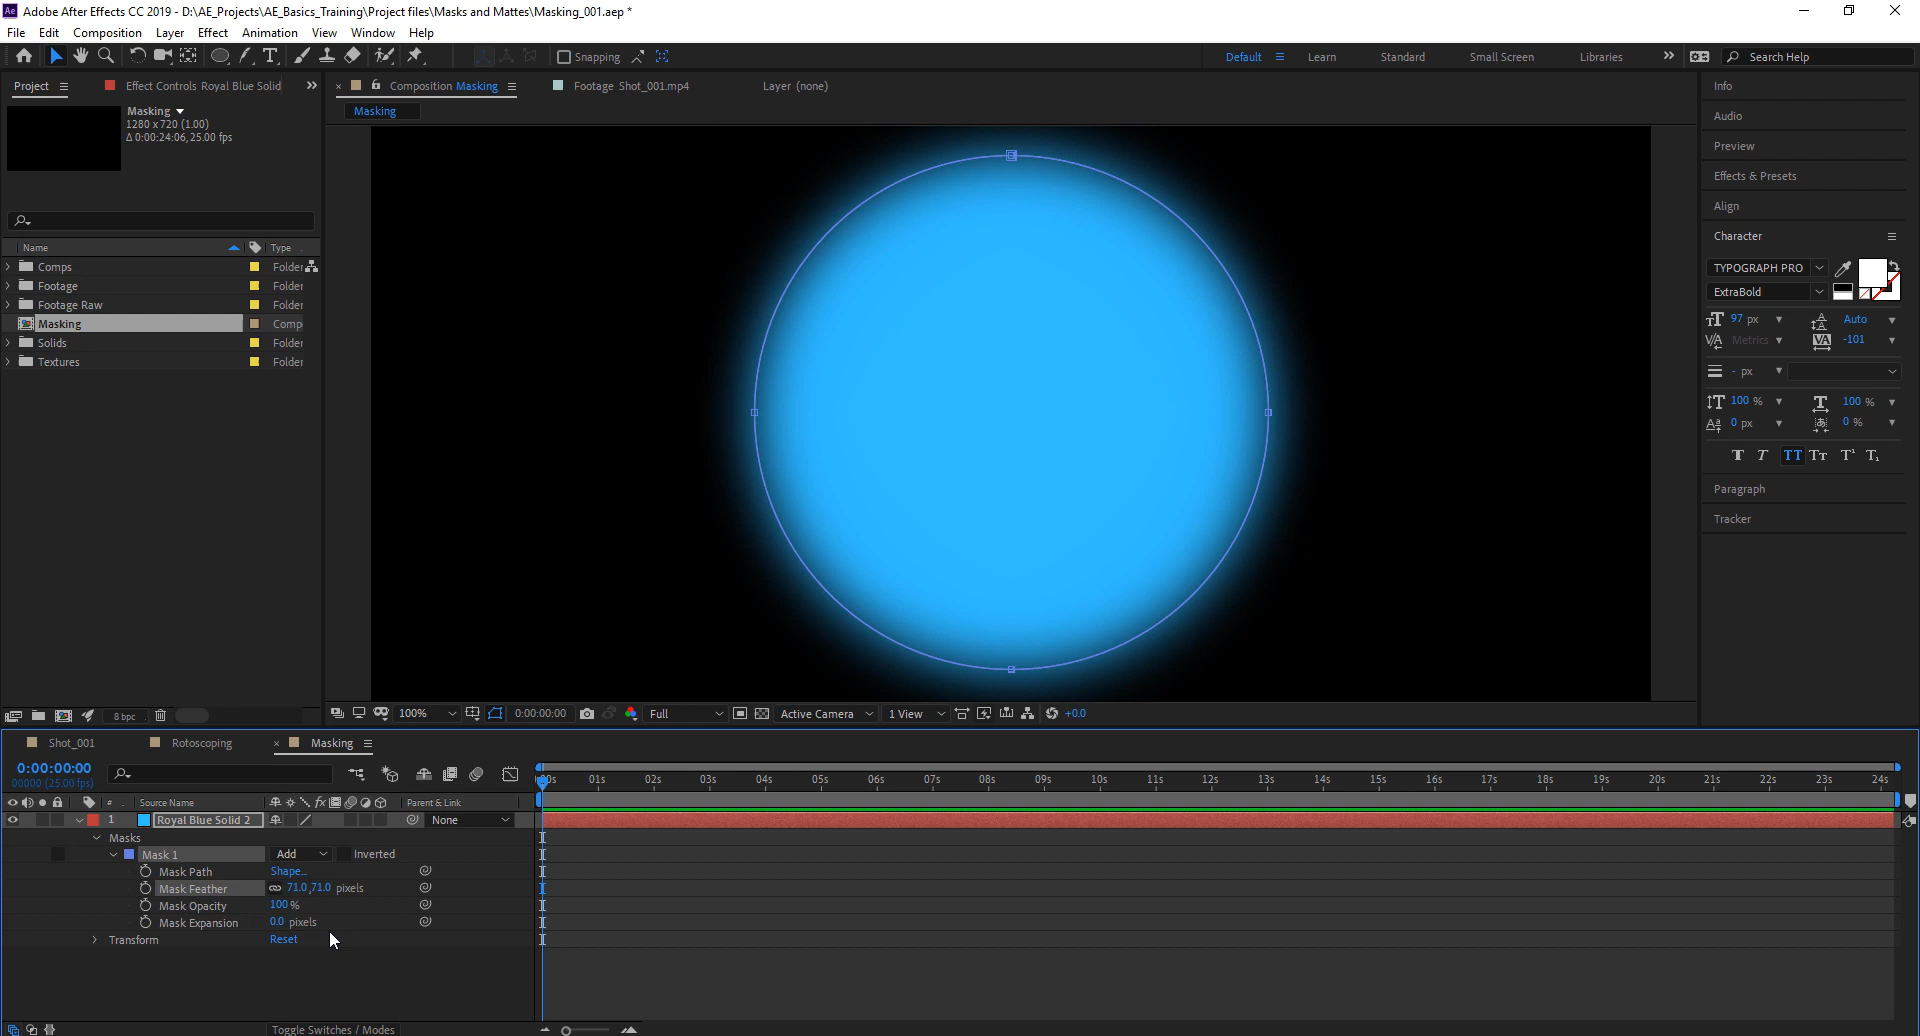 Ae Adobe After Effects CC 2019 - D:\AE_Projects\AE_Basics_Training\Project files\Masks and Mattes\Masking_001.aep *
File Edit Composition Layer Effect Animation View Window Help
Snapping Default Learn Standard Small Screen Libraries Search Help
Project Effect Controls Royal Blue Solid Composition Masking Footage Shot_001.mp4 Layer (none) Info
Masking
1280 x 720 (1.00)
Δ 0:00:24:06, 25.00 fps
Masking
Audio
Preview
Effects & Presets
Align
Character
Name Type
Comps Folder
Footage Folder
Footage Raw Folder
Masking Comp
Solids Folder
Textures Folder
TYPOGRAPH PRO
ExtraBold
97 px Auto
Metrics -101
- px
100 % 100 %
0 px 0 %
T T TT Tt T¹ T₁
Paragraph
Tracker
8 bpc 100% 0:00:00:00 Full Active Camera 1 View +0.0
Shot_001 Rotoscoping Masking
0:00:00:00
00000 (25.00 fps)
:00s 01s 02s 03s 04s 05s 06s 07s 08s 09s 10s 11s 12s 13s 14s 15s 16s 17s 18s 19s 20s 21s 22s 23s 24s
# Source Name fx Parent & Link
1 Royal Blue Solid 2 None
Masks
Mask 1 Add Inverted
Mask Path Shape...
Mask Feather 71.0,71.0 pixels
Mask Opacity 100 %
Mask Expansion 0.0 pixels
Transform Reset
Toggle Switches / Modes